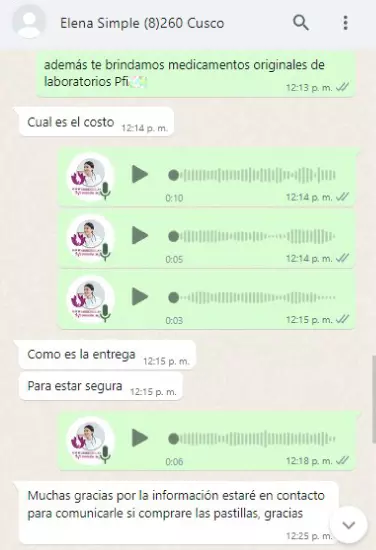 Elena Simple (8)260 Cusco
además te brindamos medicamentos originales de
laboratorios Pfi
12:13 p. m.
Cual es el costo
12:14 p. m.
0:10
12:14 p. m.
0:05
12:14 p. m.
0:03
12:15 p. m.
Como es la entrega
12:15 p. m.
Para estar segura
12:15 p. m.
0:06
12:18 p. m.
Muchas gracias por la información estaré en contacto
para comunicarle si comprare las pastillas, gracias
12:25 p. m.